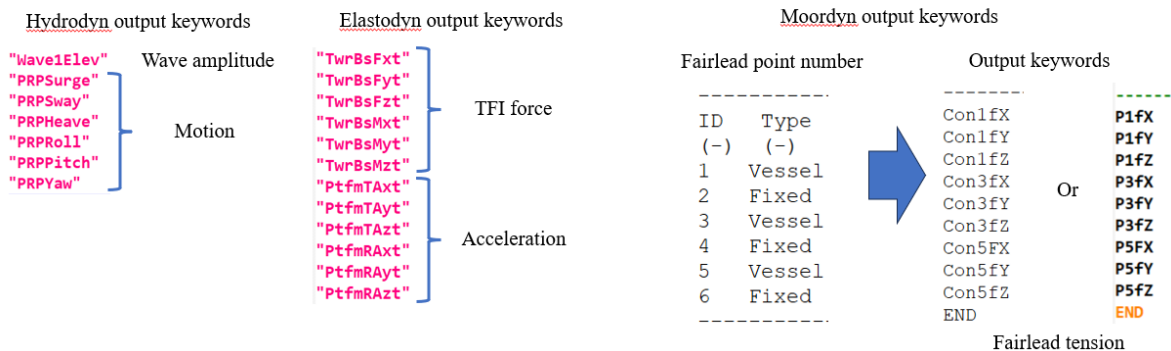 Hydrodyn output keywords
"Wave1Elev"
Wave amplitude
"PRPSurge"
"PRPSway"
"PRPHeave"
"PRPRoll"
"PRPPitch"
"PRPYaw"
Motion
Elastodyn output keywords
"TwrBsFxt"
"TwrBsFyt"
"TwrBsFzt"
"TwrBsMxt"
"TwrBsMyt"
"TwrBsMzt"
TFI force
"PtfmTAxt"
"PtfmTAyt"
"PtfmTAzt"
"PtfmRAxt"
"PtfmRAyt"
"PtfmRAzt"
Acceleration
Moordyn output keywords
Fairlead point number
ID Type
(-) (-)
1 Vessel
2 Fixed
3 Vessel
4 Fixed
5 Vessel
6 Fixed
Output keywords
Con1fX
Con1fY
Con1fZ
Con3fX
Con3fY
Con3fZ
Con5FX
Con5fY
Con5fZ
END
Or
P1fX
P1fY
P1fZ
P3fX
P3fY
P3fZ
P5FX
P5fY
P5fZ
END
Fairlead tension